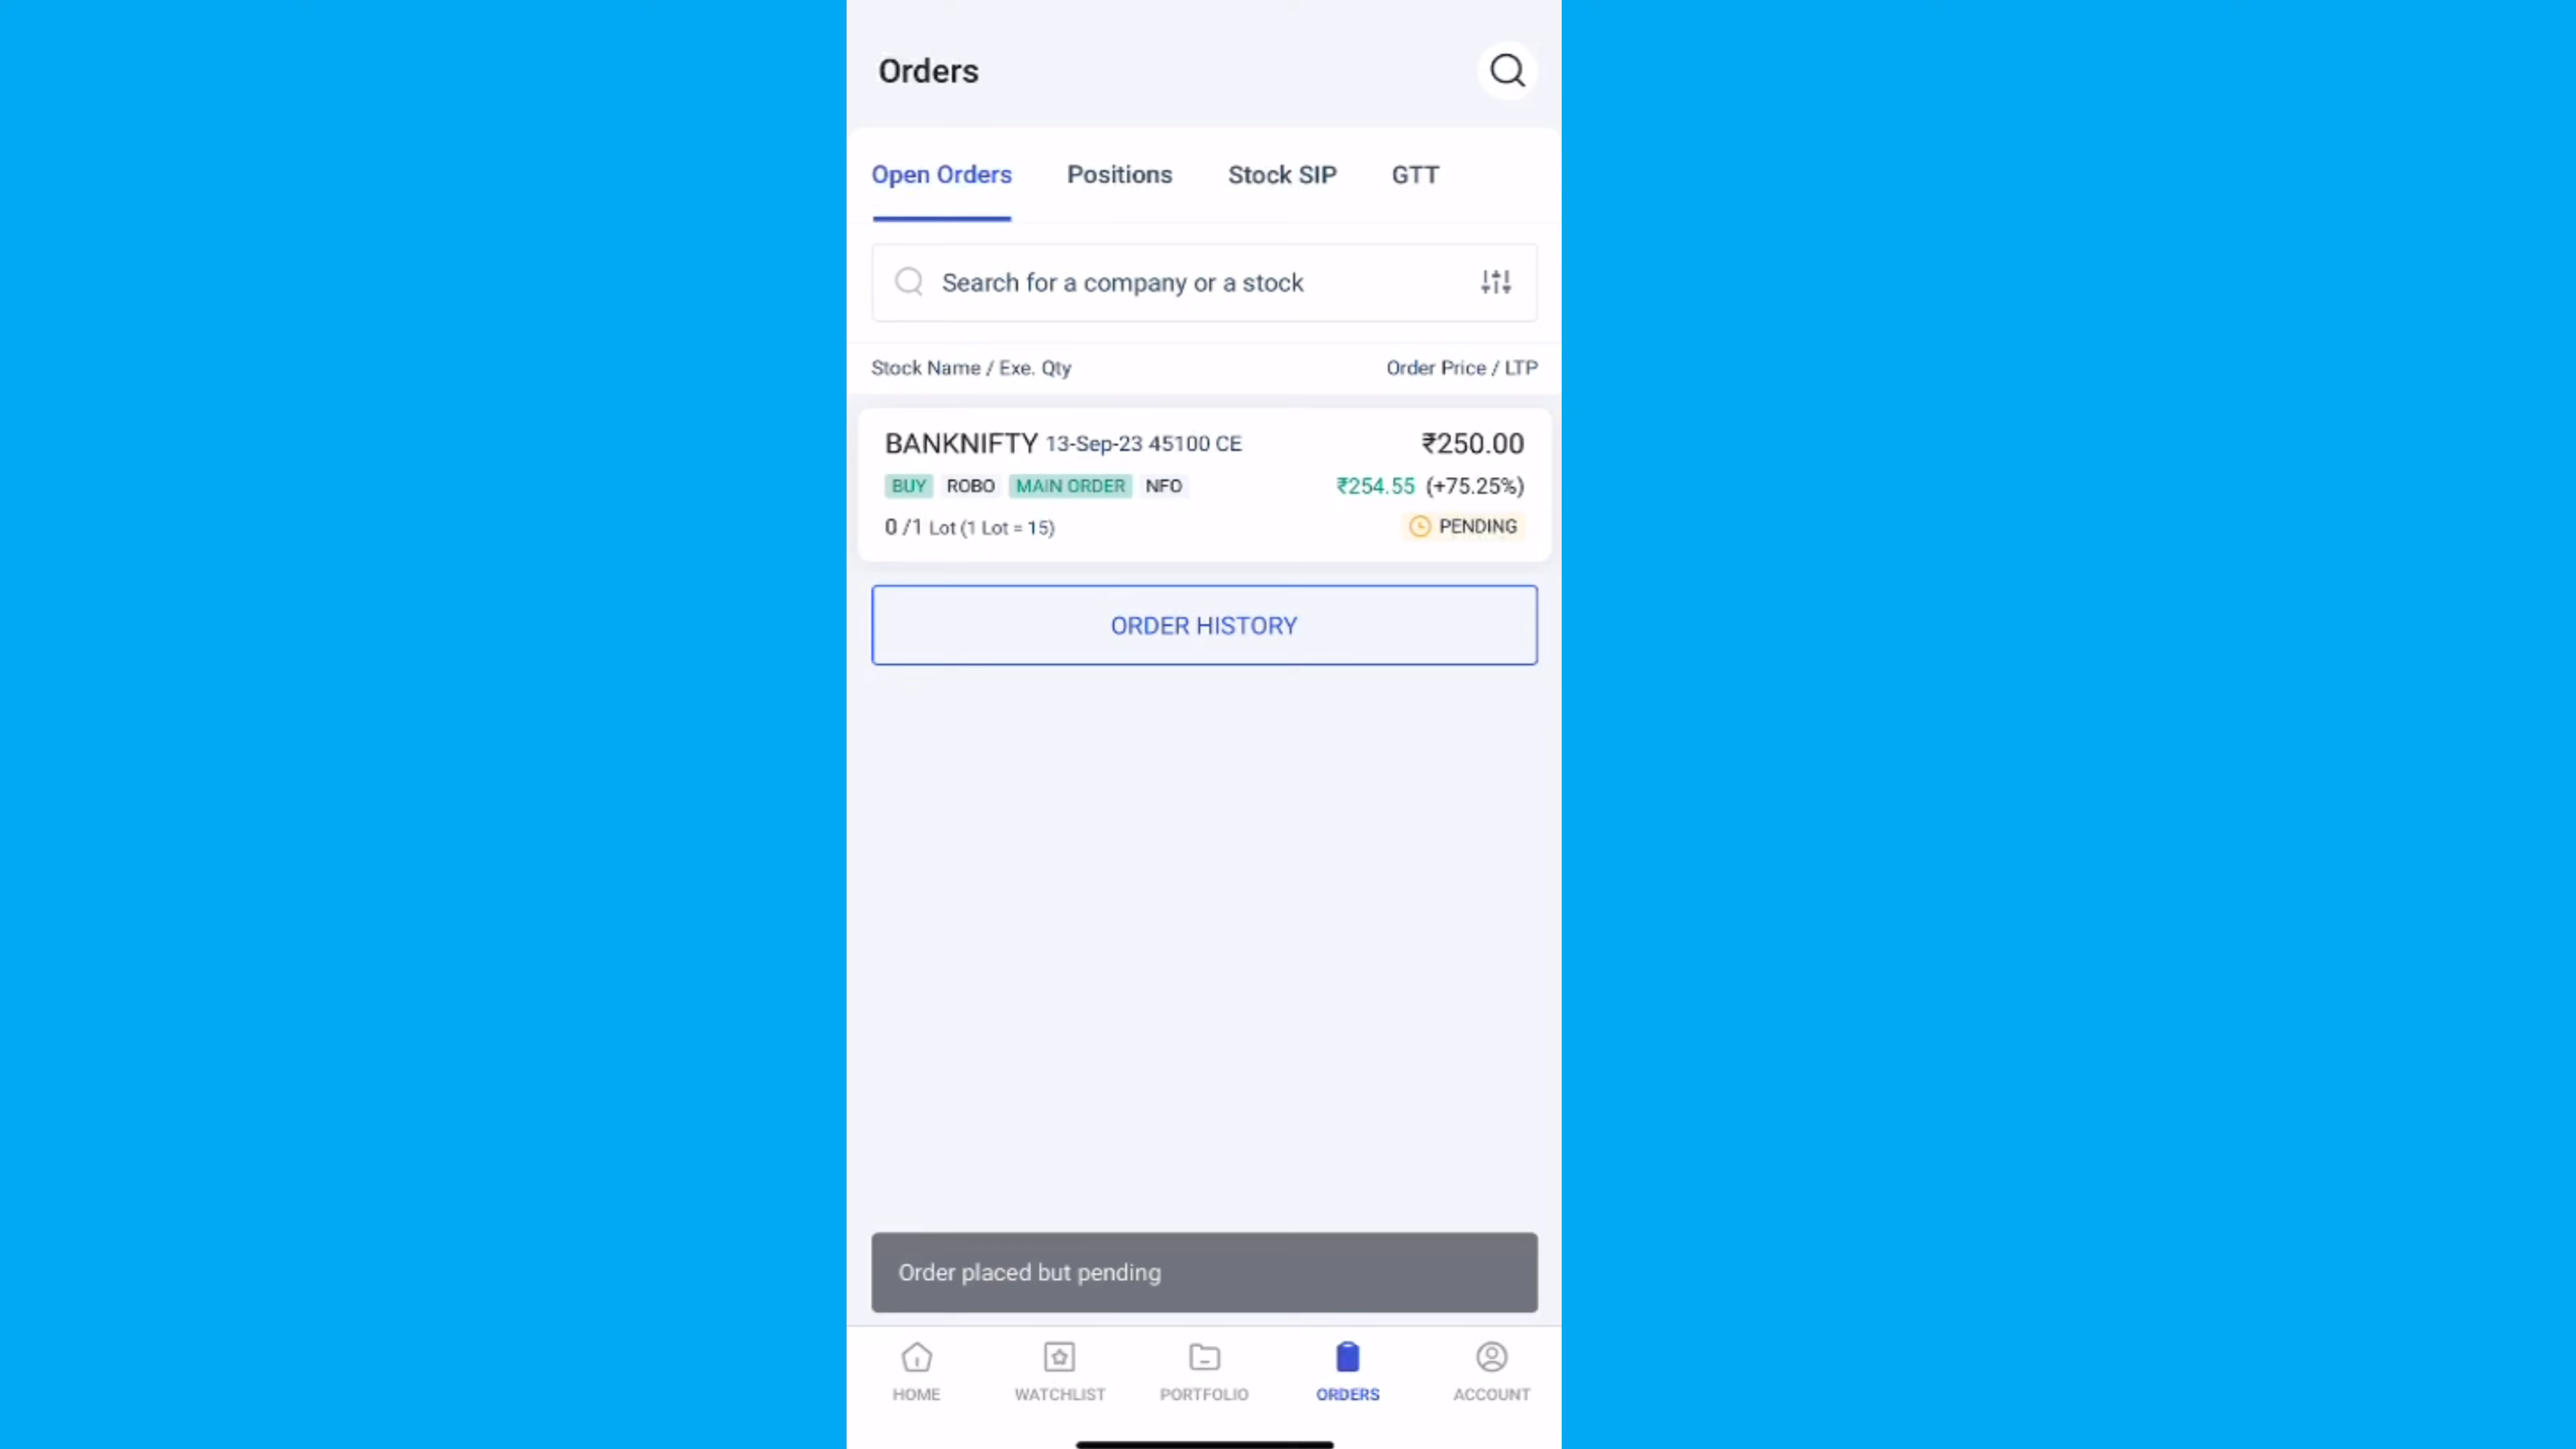 Orders
Open Orders Positions Stock SIP GTT
Search for a company or a stock
Stock Name / Exe. Qty Order Price / LTP
BANKNIFTY 13-Sep-23 45100 CE ₹250.00
BUY ROBO MAIN ORDER NFO ₹254.55 (+75.25%)
0 /1 Lot (1 Lot = 15) PENDING
ORDER HISTORY
Order placed but pending
HOME WATCHLIST PORTFOLIO ORDERS ACCOUNT